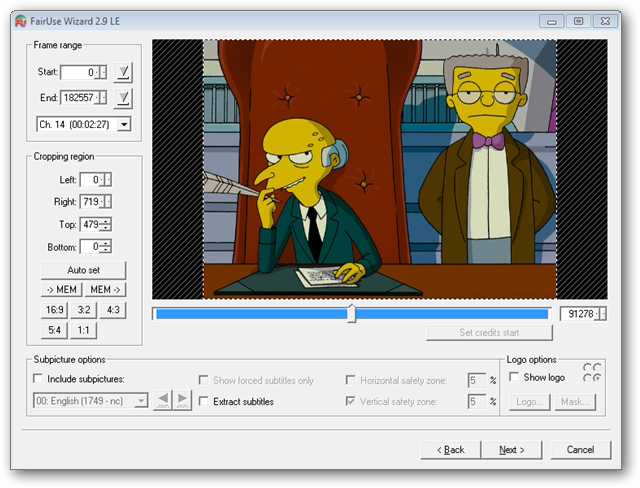 FairUse Wizard 2.9 LE
Frame range
Start: 0
End: 182557
Ch. 14 (00:02:27)
Cropping region
Left: 0
Right: 719
Top: 479
Bottom: 0
Auto set
-> MEM MEM ->
16:9 3:2 4:3
5:4 1:1
91278
Set credits start
Subpicture options
Include subpictures:
00: English (1749 - nc)
Show forced subtitles only
Extract subtitles
Horizontal safety zone: 5 %
Vertical safety zone: 5 %
Logo options
Show logo
Logo... Mask...
< Back Next > Cancel